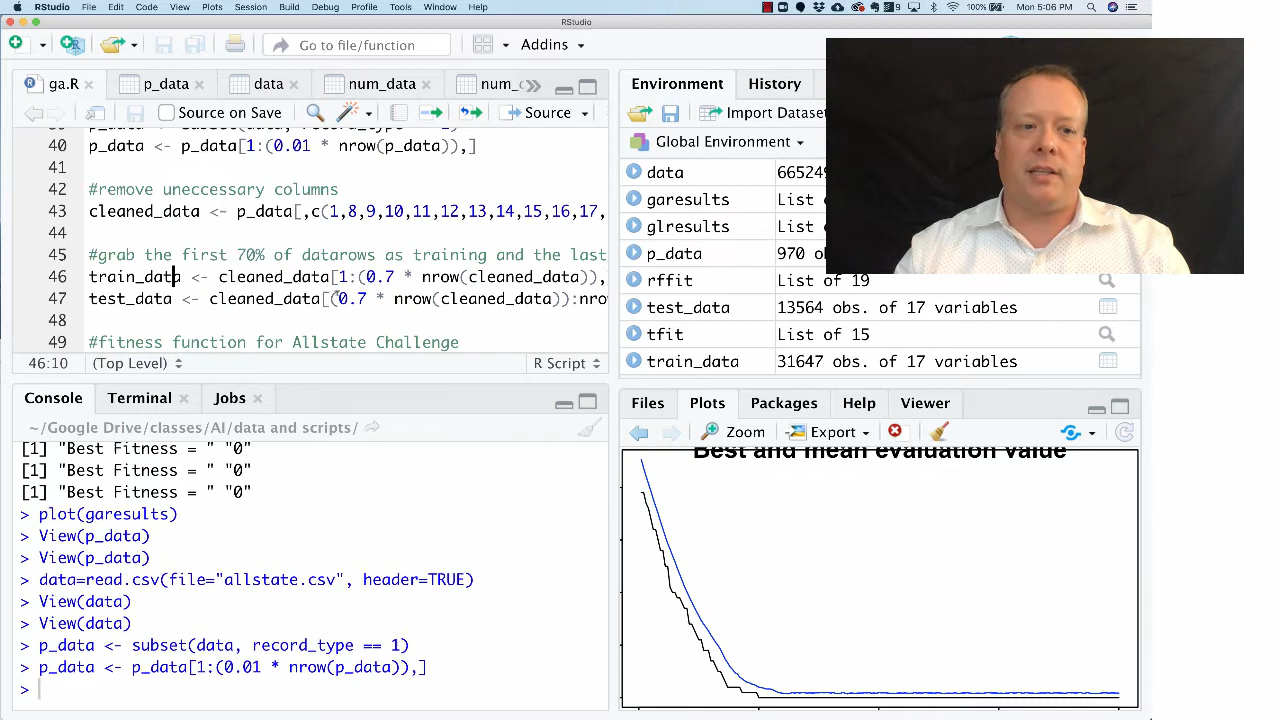 RStudio File Edit Code View Plots Session Build Debug Profile Tools Window Help
100% Mon 5:06 PM
RStudio
Go to file/function
Addins
ga.R
p_data
data
num_data
Source on Save
Source
40 p_data <- p_data[1:(0.01 * nrow(p_data)),]
41
42 #remove uneccessary columns
43 cleaned_data <- p_data[,c(1,8,9,10,11,12,13,14,15,16,17,
44
45 #grab the first 70% of datarows as training and the last
46 train_data <- cleaned_data[1:(0.7 * nrow(cleaned_data)),
47 test_data <- cleaned_data[(0.7 * nrow(cleaned_data)):nro
48
49 #fitness function for Allstate Challenge
46:10 (Top Level) R Script
Console
Terminal
Jobs
~/Google Drive/classes/AI/data and scripts/
[1] "Best Fitness = " "0"
[1] "Best Fitness = " "0"
[1] "Best Fitness = " "0"
> plot(garesults)
> View(p_data)
> View(p_data)
> data=read.csv(file="allstate.csv", header=TRUE)
> View(data)
> View(data)
> p_data <- subset(data, record_type == 1)
> p_data <- p_data[1:(0.01 * nrow(p_data)),]
>
Environment
History
Import Dataset
Global Environment
data 665249
garesults List of
glresults List of
p_data 970 obs
rffit List of 19
test_data 13564 obs. of 17 variables
tfit List of 15
train_data 31647 obs. of 17 variables
Files
Plots
Packages
Help
Viewer
Zoom
Export
Best and mean evaluation value